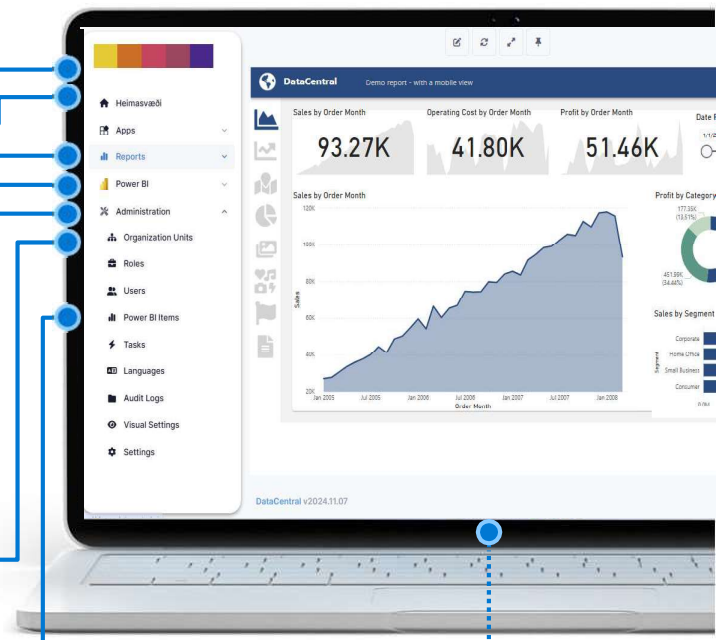 DataCentral
Demo report - with a mobile view
Heimasvæði
Apps
Reports
Power BI
Administration
Organization Units
Roles
Users
Power BI Items
Tasks
Languages
Audit Logs
Visual Settings
Settings
Sales by Order Month
93.27K
Operating Cost by Order Month
41.80K
Profit by Order Month
51.46K
Sales by Order Month
120K
100K
80K
60K
40K
20K
Sales
Jan 2005
Jul 2005
Jan 2006
Jul 2006
Jan 2007
Jul 2007
Jan 2008
Order Month
Profit by Category
177.35K
(13.51%)
(34.44%)
Sales by Segment
Segment
Corporate
Home Office
Small Business
Consumer
DataCentral v2024.11.07